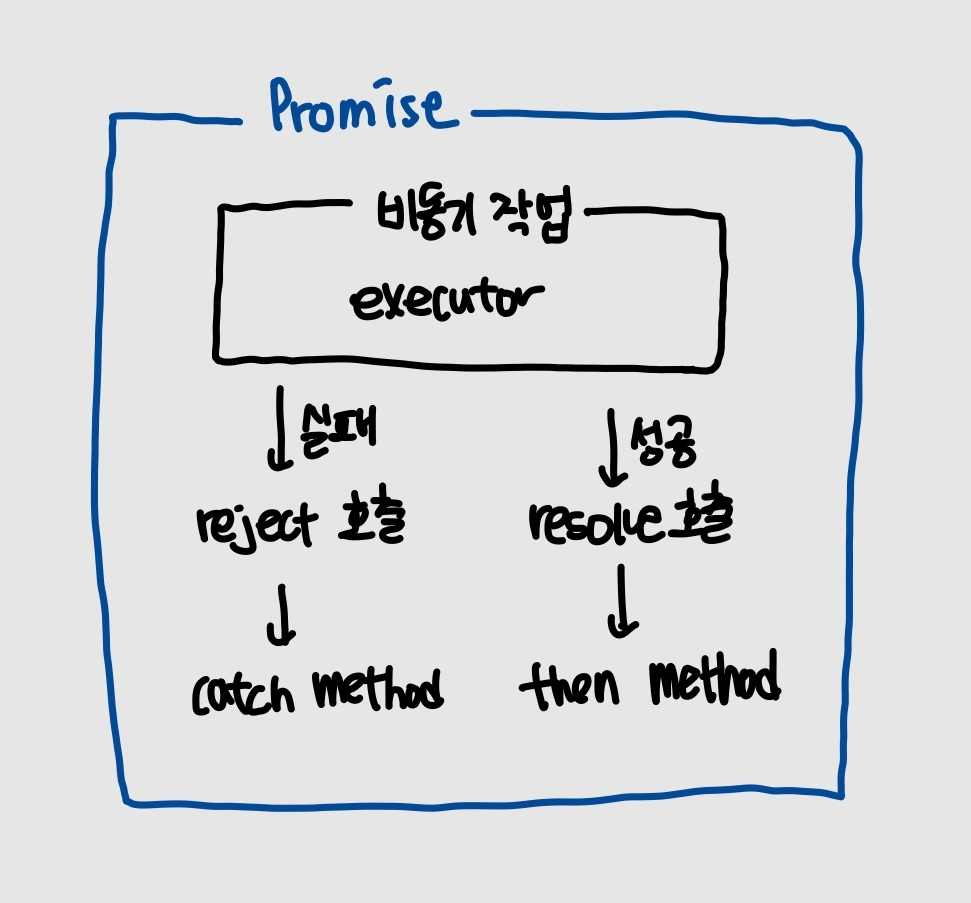 Promise
비동기 작업
executor
실패
성공
reject 호출
resolve 호출
catch method
then method